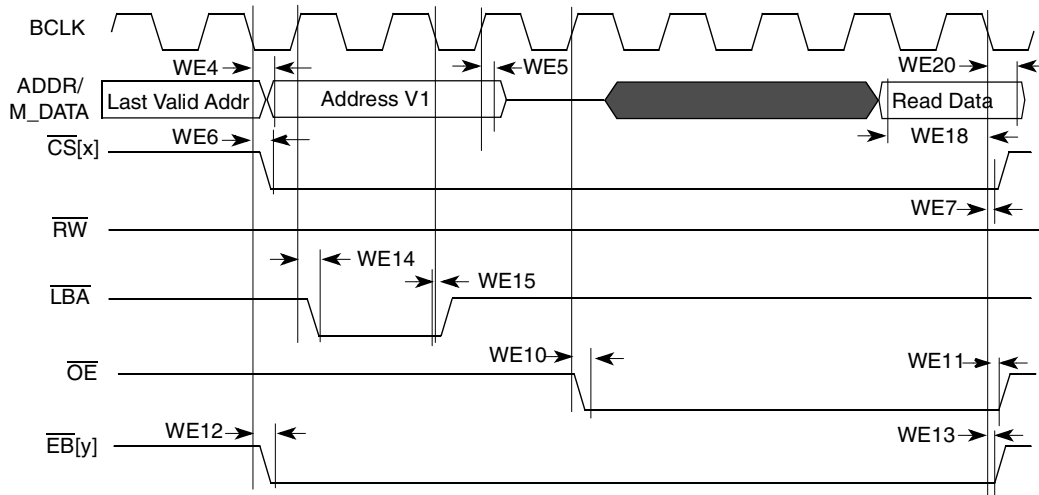 BCLK
WE4
WE5
WE20
ADDR/
M_DATA
Last Valid Addr
Address V1
Read Data
WE6
WE18
CS[x]
WE7
RW
WE14
WE15
LBA
WE10
WE11
OE
WE12
WE13
EB[y]